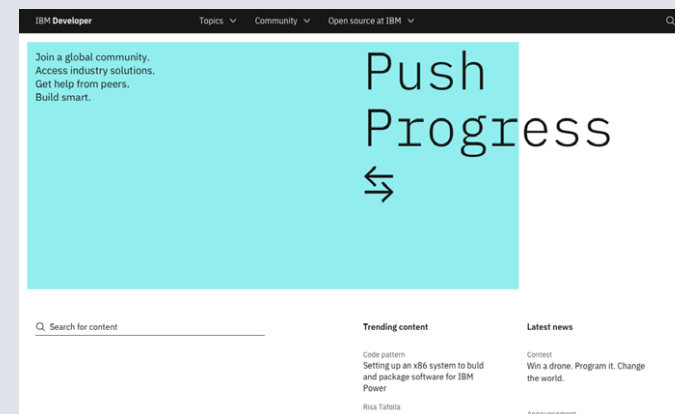 IBM Developer Topics Community Open source at IBM
Join a global community.
Access industry solutions.
Get help from peers.
Build smart.
Push
Progress
Search for content
Trending content
Code pattern
Setting up an x86 system to buld
and package software for IBM
Power
Risa Tafolla
Latest news
Contest
Win a drone. Program it. Change
the world.
Announcement